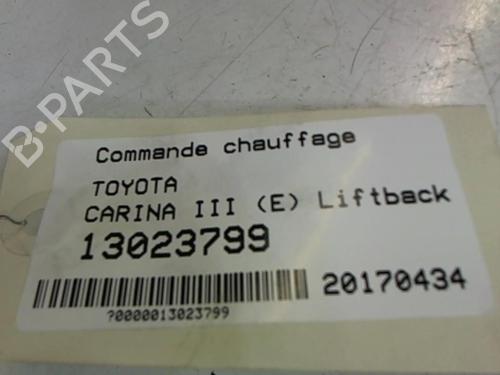 B-PARTS
Commande chauffage
TOYOTA
CARINA III (E) Liftback
13023799
20170434
?0000013023799